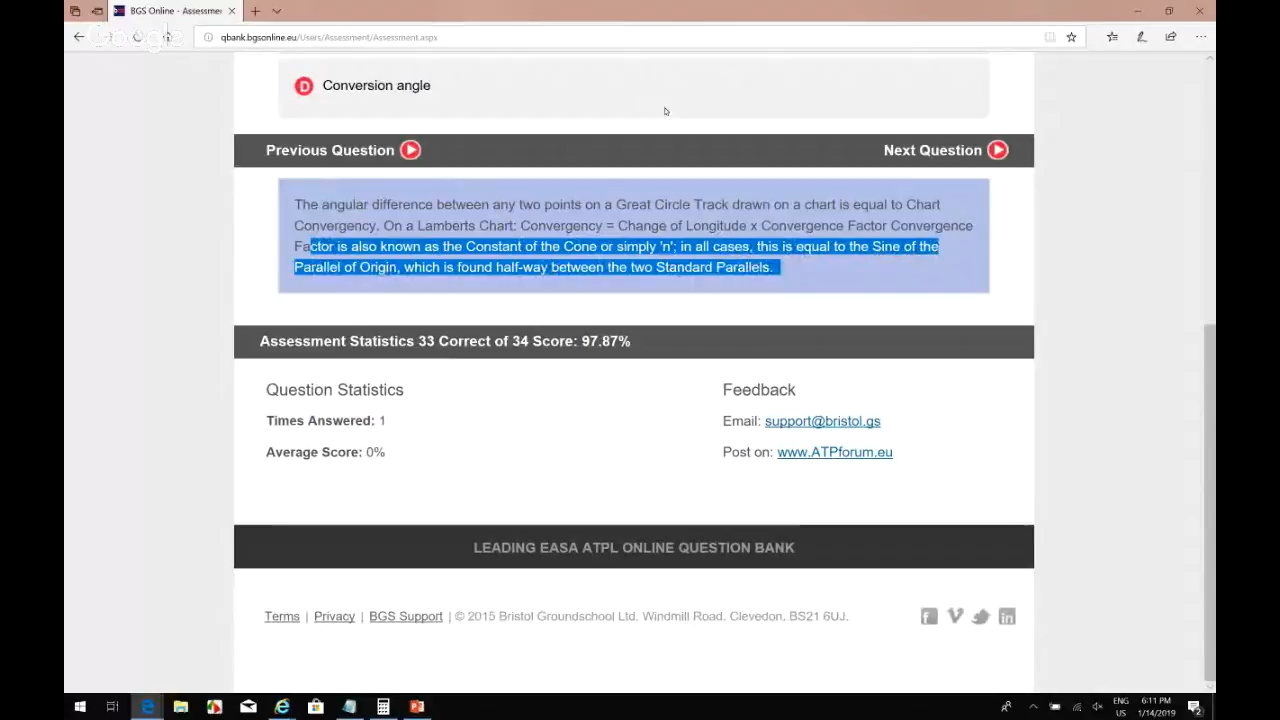 BGS Online - Assessmen
Google
qbank.bgsonline.eu/Users/Assessment/Assessment.aspx
D Conversion angle
Previous Question Next Question
The angular difference between any two points on a Great Circle Track drawn on a chart is equal to Chart
Convergency. On a Lamberts Chart: Convergency = Change of Longitude x Convergence Factor Convergence
Factor is also known as the Constant of the Cone or simply 'n'; in all cases, this is equal to the Sine of the
Parallel of Origin, which is found half-way between the two Standard Parallels.
Assessment Statistics 33 Correct of 34 Score: 97.87%
Question Statistics Feedback
Times Answered: 1 Email: support@bristol.gs
Average Score: 0% Post on: www.ATPforum.eu
LEADING EASA ATPL ONLINE QUESTION BANK
Terms | Privacy | BGS Support | © 2015 Bristol Groundschool Ltd. Windmill Road. Clevedon, BS21 6UJ.
ENG 6:11 PM
US 1/14/2019